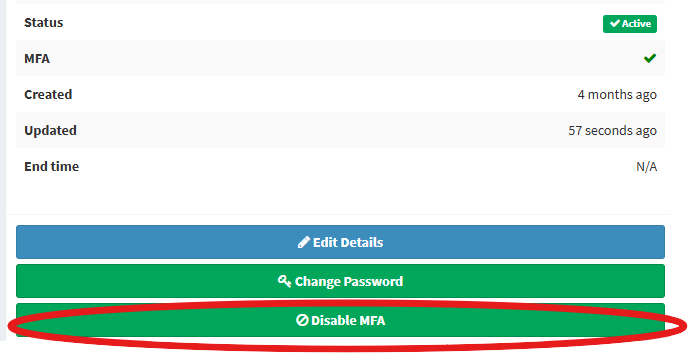 Status Active
MFA
Created 4 months ago
Updated 57 seconds ago
End time N/A
Edit Details
Change Password
Disable MFA